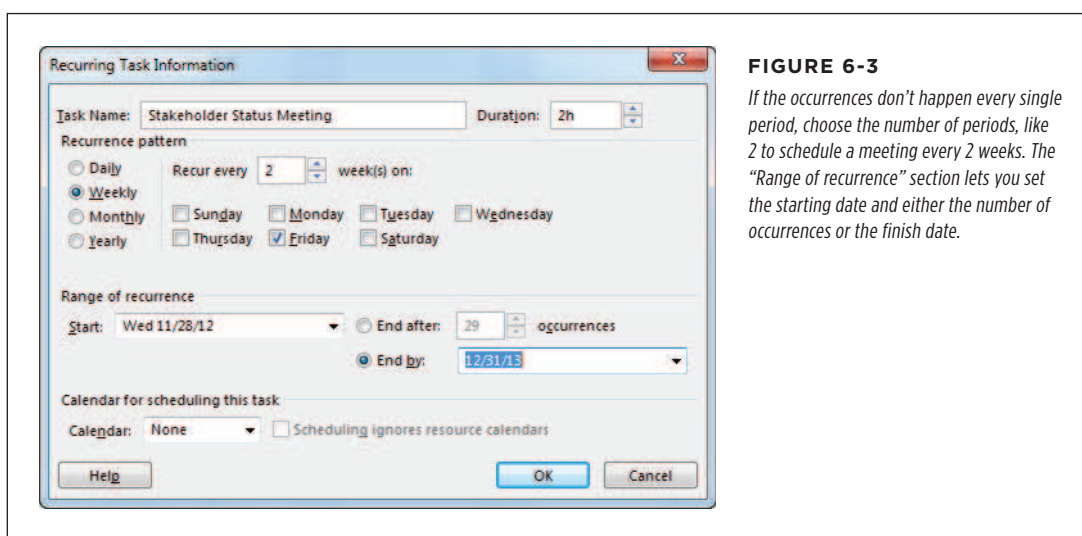 Recurring Task Information
Task Name: Stakeholder Status Meeting Duration: 2h
Recurrence pattern
Daily Recur every 2 week(s) on:
Weekly
Monthly Sunday Monday Tuesday Wednesday
Yearly Thursday Friday Saturday
Range of recurrence
Start: Wed 11/28/12 End after: 29 occurrences
End by: 12/31/13
Calendar for scheduling this task
Calendar: None Scheduling ignores resource calendars
Help OK Cancel
FIGURE 6-3
If the occurrences don’t happen every single
period, choose the number of periods, like
2 to schedule a meeting every 2 weeks. The
“Range of recurrence” section lets you set
the starting date and either the number of
occurrences or the finish date.